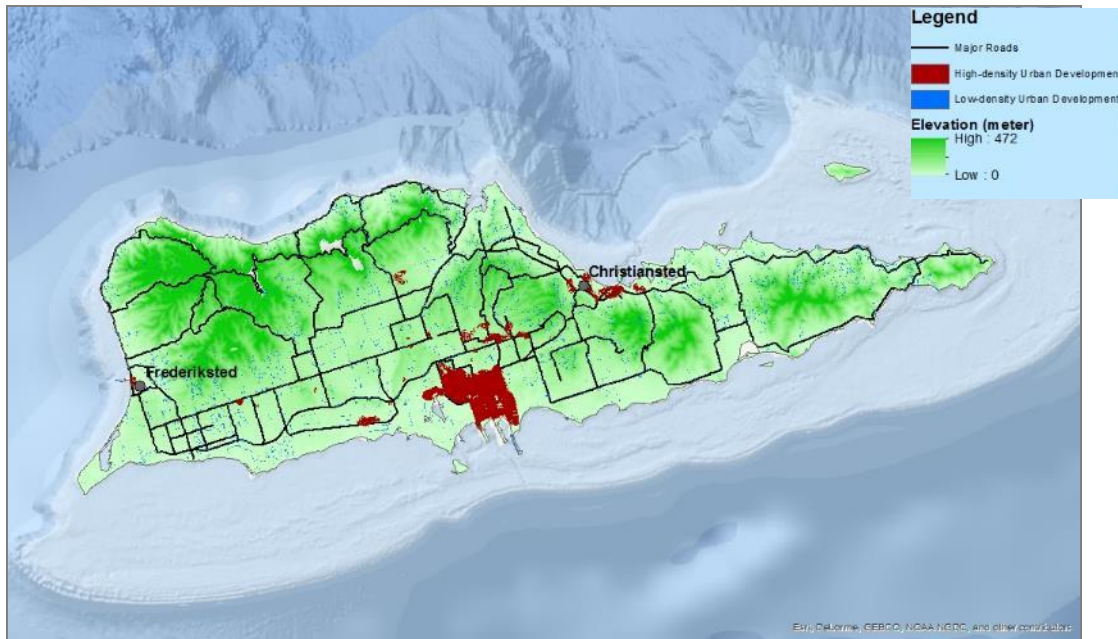 Legend
Major Roads
High-density Urban Development
Low-density Urban Development
Elevation (meter)
High : 472
Low : 0
Christiansted
Frederiksted
Esri, DeLorme, GEBCO, NOAA NGDC, and other contributors